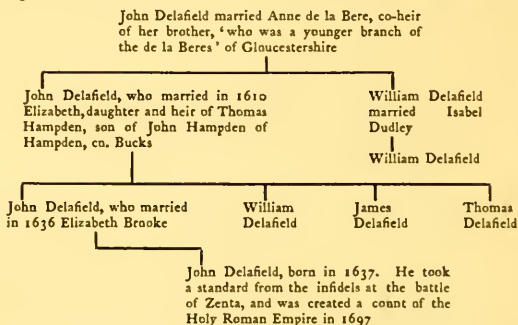 John Delafield married Anne de la Bere, co-heir
of her brother, ‘who was a younger branch of
the de la Beres’ of Gloucestershire
John Delafield, who married in 1610
Elizabeth, daughter and heir of Thomas
Hampden, son of John Hampden of
Hampden, co. Bucks
William Delafield
married Isabel
Dudley
William Delafield
John Delafield, who married
in 1636 Elizabeth Brooke
William
Delafield
James
Delafield
Thomas
Delafield
John Delafield, born in 1637. He took
a standard from the infidels at the battle
of Zenta, and was created a count of the
Holy Roman Empire in 1697